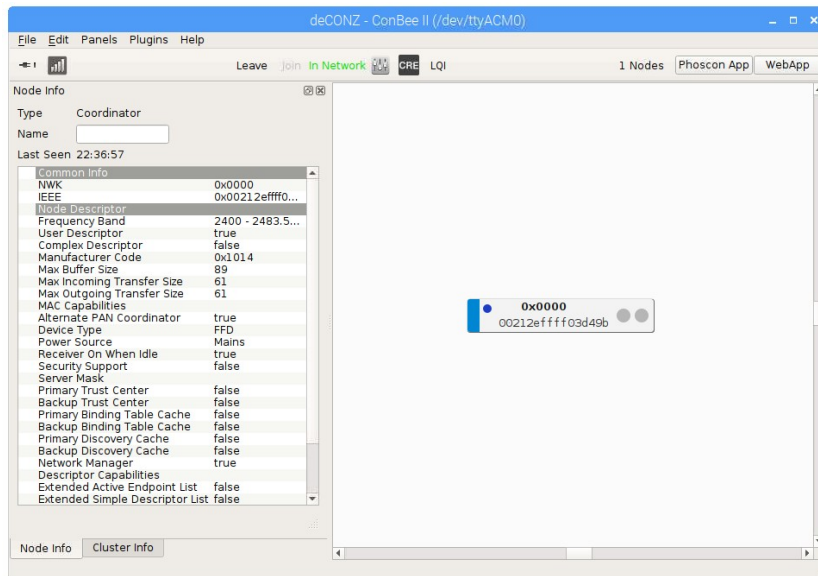 deCONZ - ConBee II (/dev/ttyACM0)
File Edit Panels Plugins Help
Leave Join In Network CRE LQI 1 Nodes Phoscon App WebApp
Node Info
Type Coordinator
Name
Last Seen 22:36:57
Common Info
NWK 0x0000
IEEE 0x00212effff0...
Node Descriptor
Frequency Band 2400 - 2483.5...
User Descriptor true
Complex Descriptor false
Manufacturer Code 0x1014
Max Buffer Size 89
Max Incoming Transfer Size 61
Max Outgoing Transfer Size 61
MAC Capabilities
Alternate PAN Coordinator true
Device Type FFD
Power Source Mains
Receiver On When Idle true
Security Support false
Server Mask
Primary Trust Center false
Backup Trust Center false
Primary Binding Table Cache false
Backup Binding Table Cache false
Primary Discovery Cache false
Backup Discovery Cache false
Network Manager true
Descriptor Capabilities
Extended Active Endpoint List false
Extended Simple Descriptor List false
Node Info Cluster Info
0x0000
00212effff03d49b